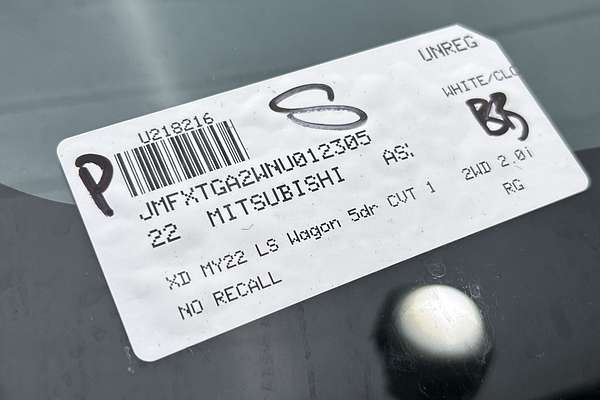 U218216
UNREG
S
WHITE/CLO
P
BR
JMFXTGA2WNU012305
22 MITSUBISHI AS
XD MY22 LS Wagon 5dr CVT 1
2WD 2.0i
NO RECALL
RG